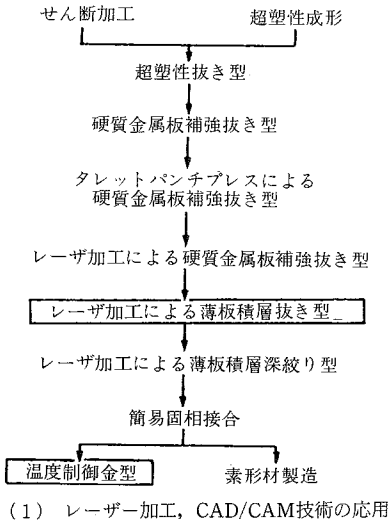 せん断加工
超塑性成形
超塑性抜き型
硬質金属板補強抜き型
タレットパンチプレスによる
硬質金属板補強抜き型
レーザ加工による硬質金属板補強抜き型
レーザ加工による薄板積層抜き型
レーザ加工による薄板積層深絞り型
簡易固相接合
温度制御金型
素形材製造
(1) レーザー加工, CAD/CAM技術の応用